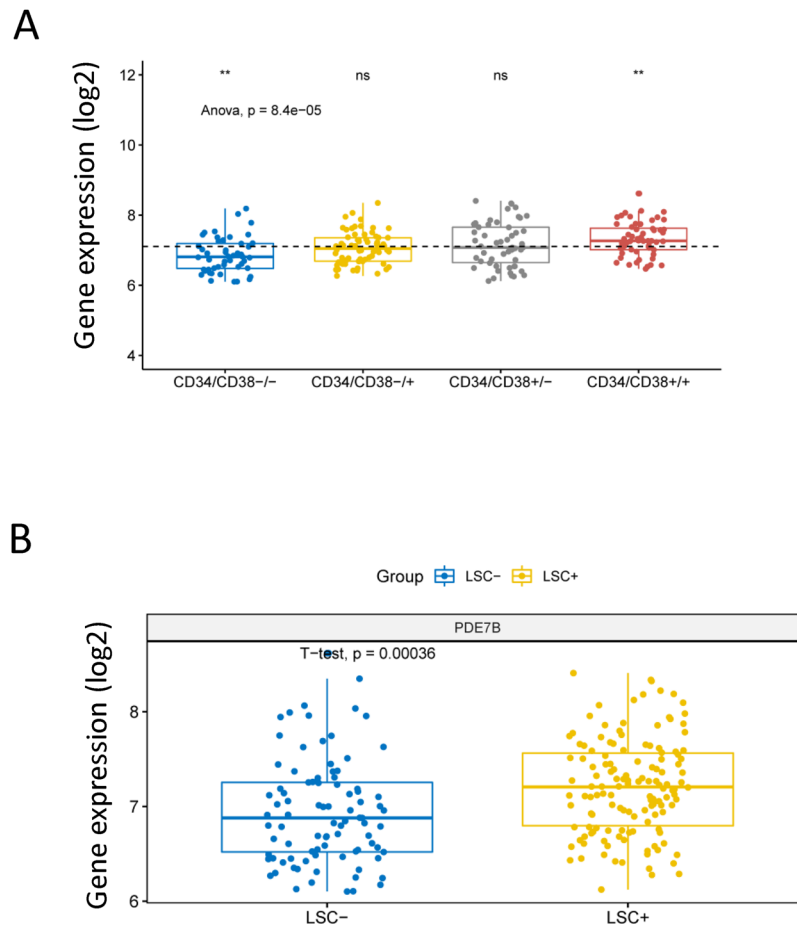 A
Gene expression (log2)
12
10
8
6
4
** ns ns **
Anova, p = 8.4e−05
CD34/CD38−/− CD34/CD38−/+ CD34/CD38+/− CD34/CD38+/+
B
Group LSC− LSC+
PDE7B
T−test, p = 0.00036
Gene expression (log2)
8
7
6
LSC− LSC+